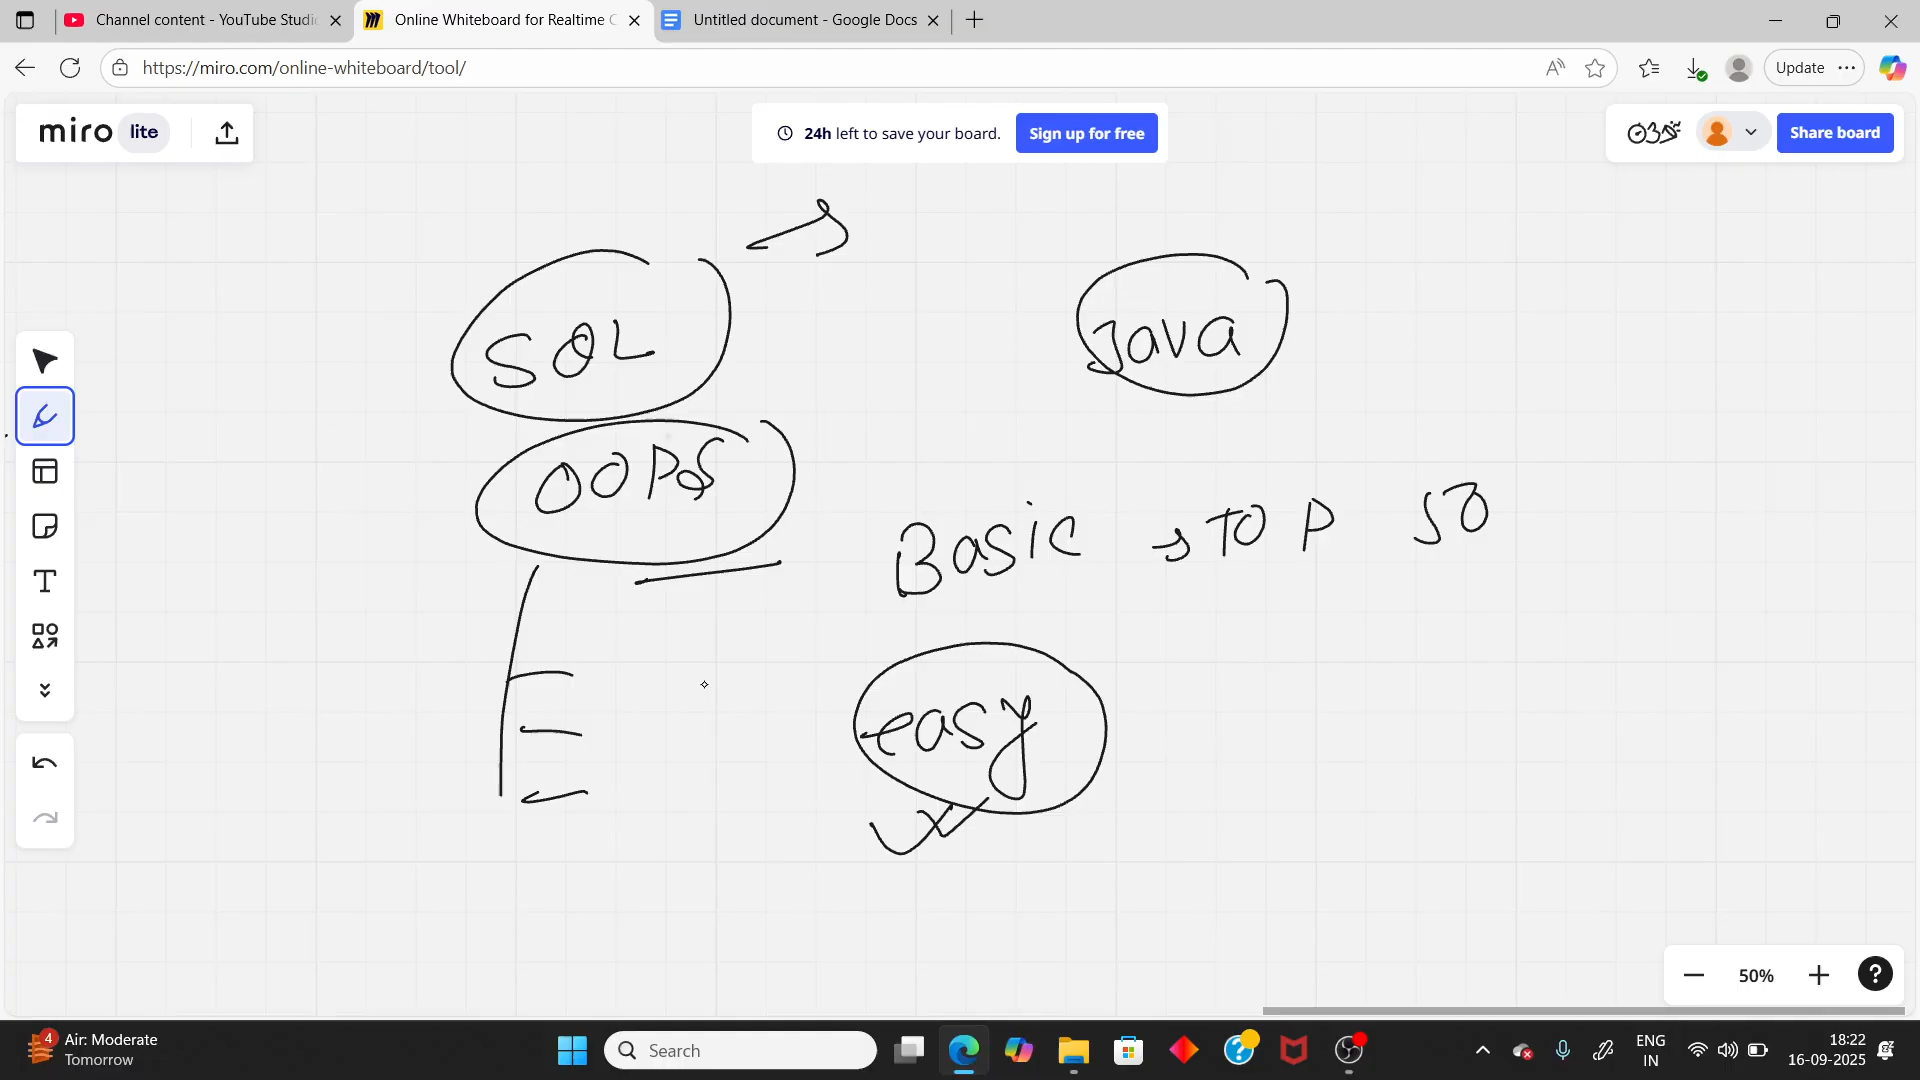 Channel content - YouTube Studi
Online Whiteboard for Realtime C
Untitled document - Google Docs
https://miro.com/online-whiteboard/tool/
Update
miro lite
24h left to save your board.
Sign up for free
Share board
SQL
Java
OOPS
Basic → TOP 50
easy
50%
4
Air: Moderate
Tomorrow
Search
ENG
IN
18:22
16-09-2025